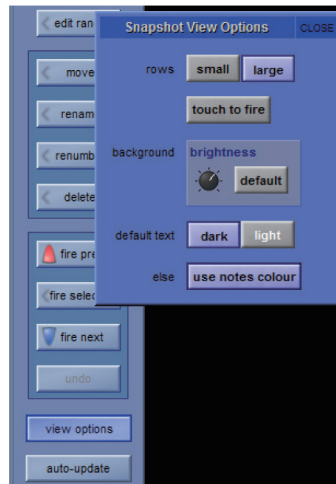 edit ran
Snapshot View Options
CLOSE
move
rows
small
large
renam
touch to fire
renumb
background
brightness
default
delete
default text
dark
light
fire pre
else
use notes colour
fire selec
fire next
undo
view options
auto-update